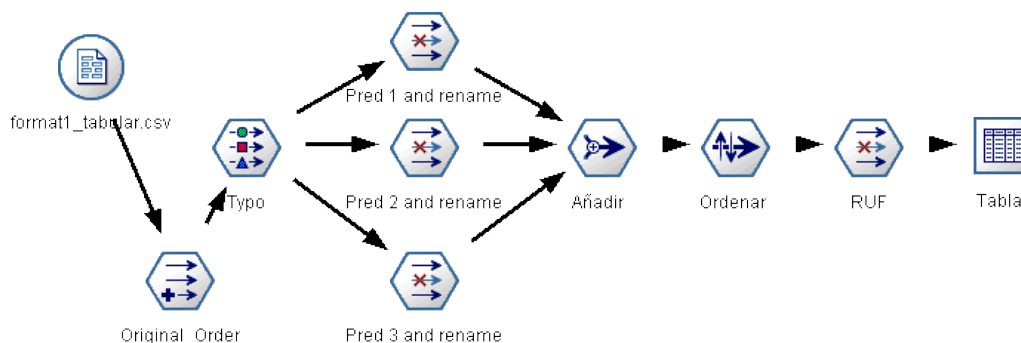 format1_tabular.csv
Original_Order
Typo
Pred 1 and rename
Pred 2 and rename
Pred 3 and rename
Añadir
Ordenar
RUF
Tabla